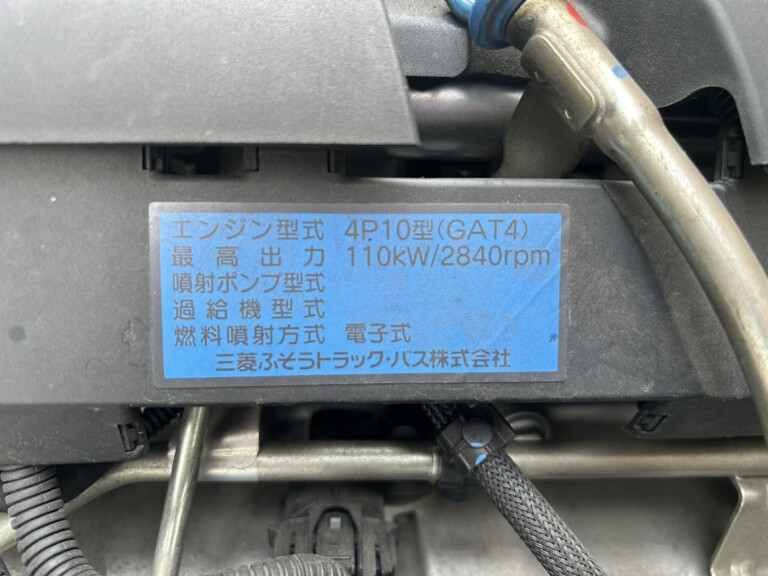 エンジン型式 4P10型(GAT4)
最高出力 110kW/2840rpm
噴射ポンプ型式
過給機型式
燃料噴射方式 電子式
三菱ふそうトラック・バス株式会社